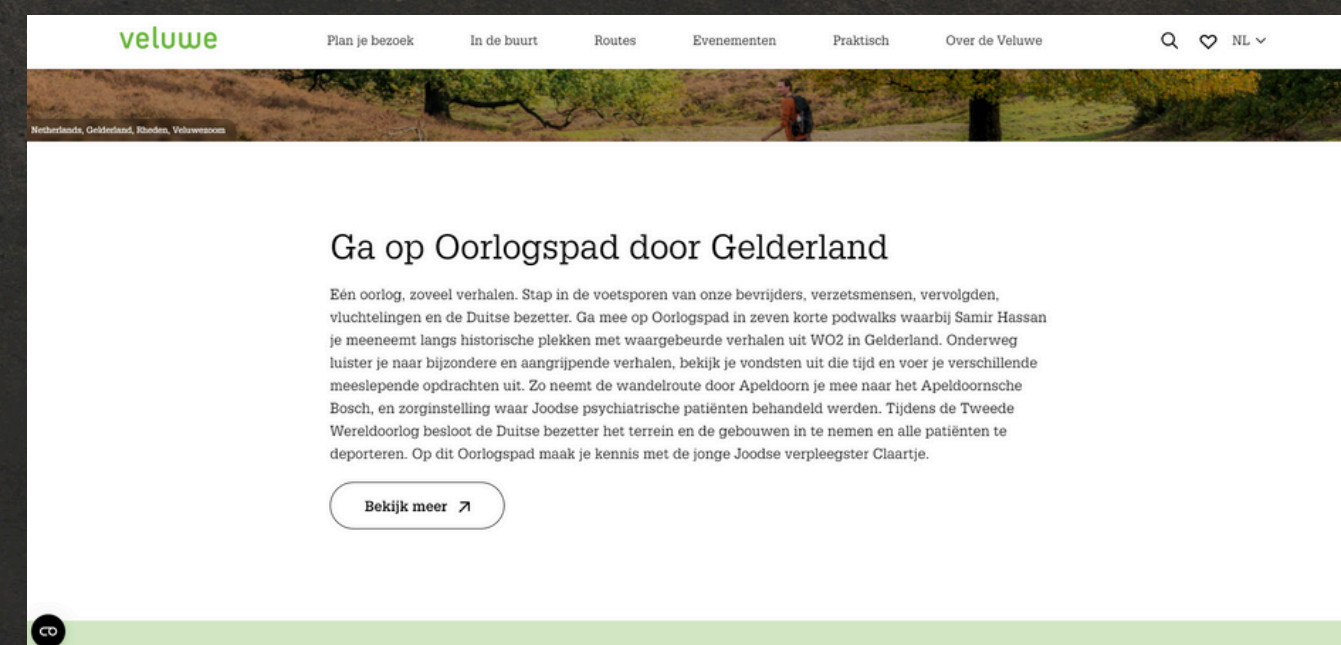 veluwe Plan je bezoek In de buurt Routes Evenementen Praktisch Over de Veluwe NL
Netherlands, Gelderland, Rheden, Veluwezoom
Ga op Oorlogspad door Gelderland
Eén oorlog, zoveel verhalen. Stap in de voetsporen van onze bevrijders, verzetsmensen, vervolgden,
vluchtelingen en de Duitse bezetter. Ga mee op Oorlogspad in zeven korte podwalks waarbij Samir Hassan
je meeneemt langs historische plekken met waargebeurde verhalen uit WO2 in Gelderland. Onderweg
luister je naar bijzondere en aangrijpende verhalen, bekijk je vondsten uit die tijd en voer je verschillende
meeslepende opdrachten uit. Zo neemt de wandelroute door Apeldoorn je mee naar het Apeldoornsche
Bosch, en zorginstelling waar Joodse psychiatrische patiënten behandeld werden. Tijdens de Tweede
Wereldoorlog besloot de Duitse bezetter het terrein en de gebouwen in te nemen en alle patiënten te
deporteren. Op dit Oorlogspad maak je kennis met de jonge Joodse verpleegster Claartje.
Bekijk meer